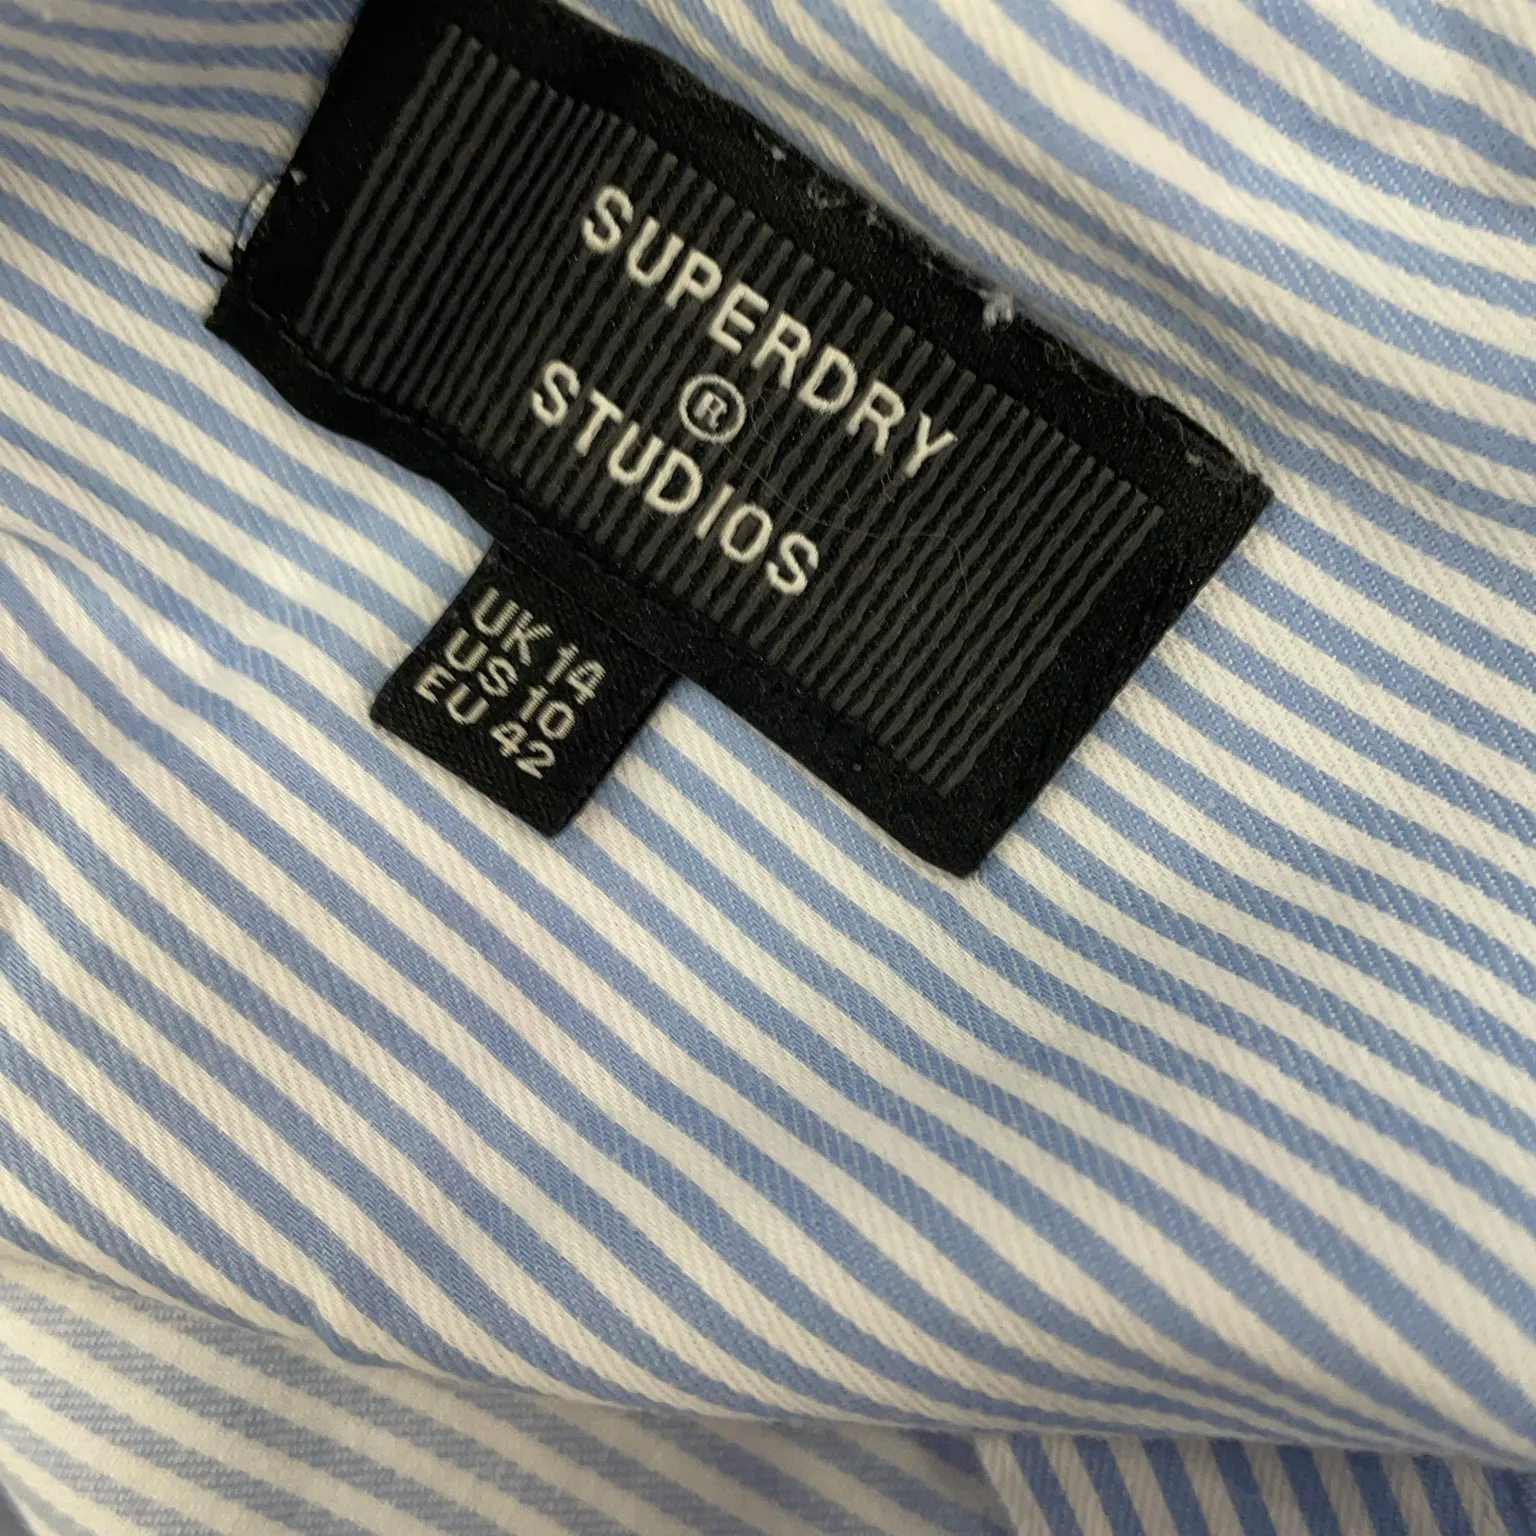 SUPERDRY
®
STUDIOS
UK 14
US 10
EU 42